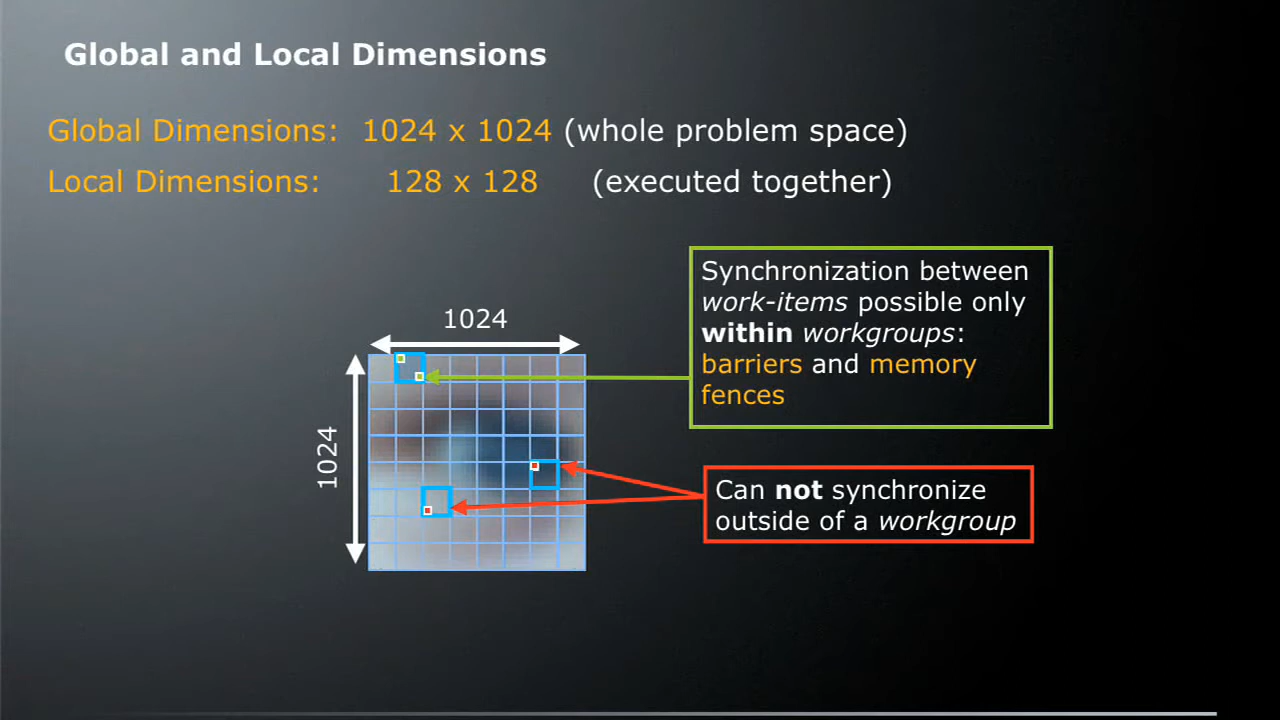 Global and Local Dimensions
Global Dimensions: 1024 x 1024 (whole problem space)
Local Dimensions: 128 x 128 (executed together)
Synchronization between
work-items possible only
within workgroups:
barriers and memory
fences
1024
1024
Can not synchronize
outside of a workgroup